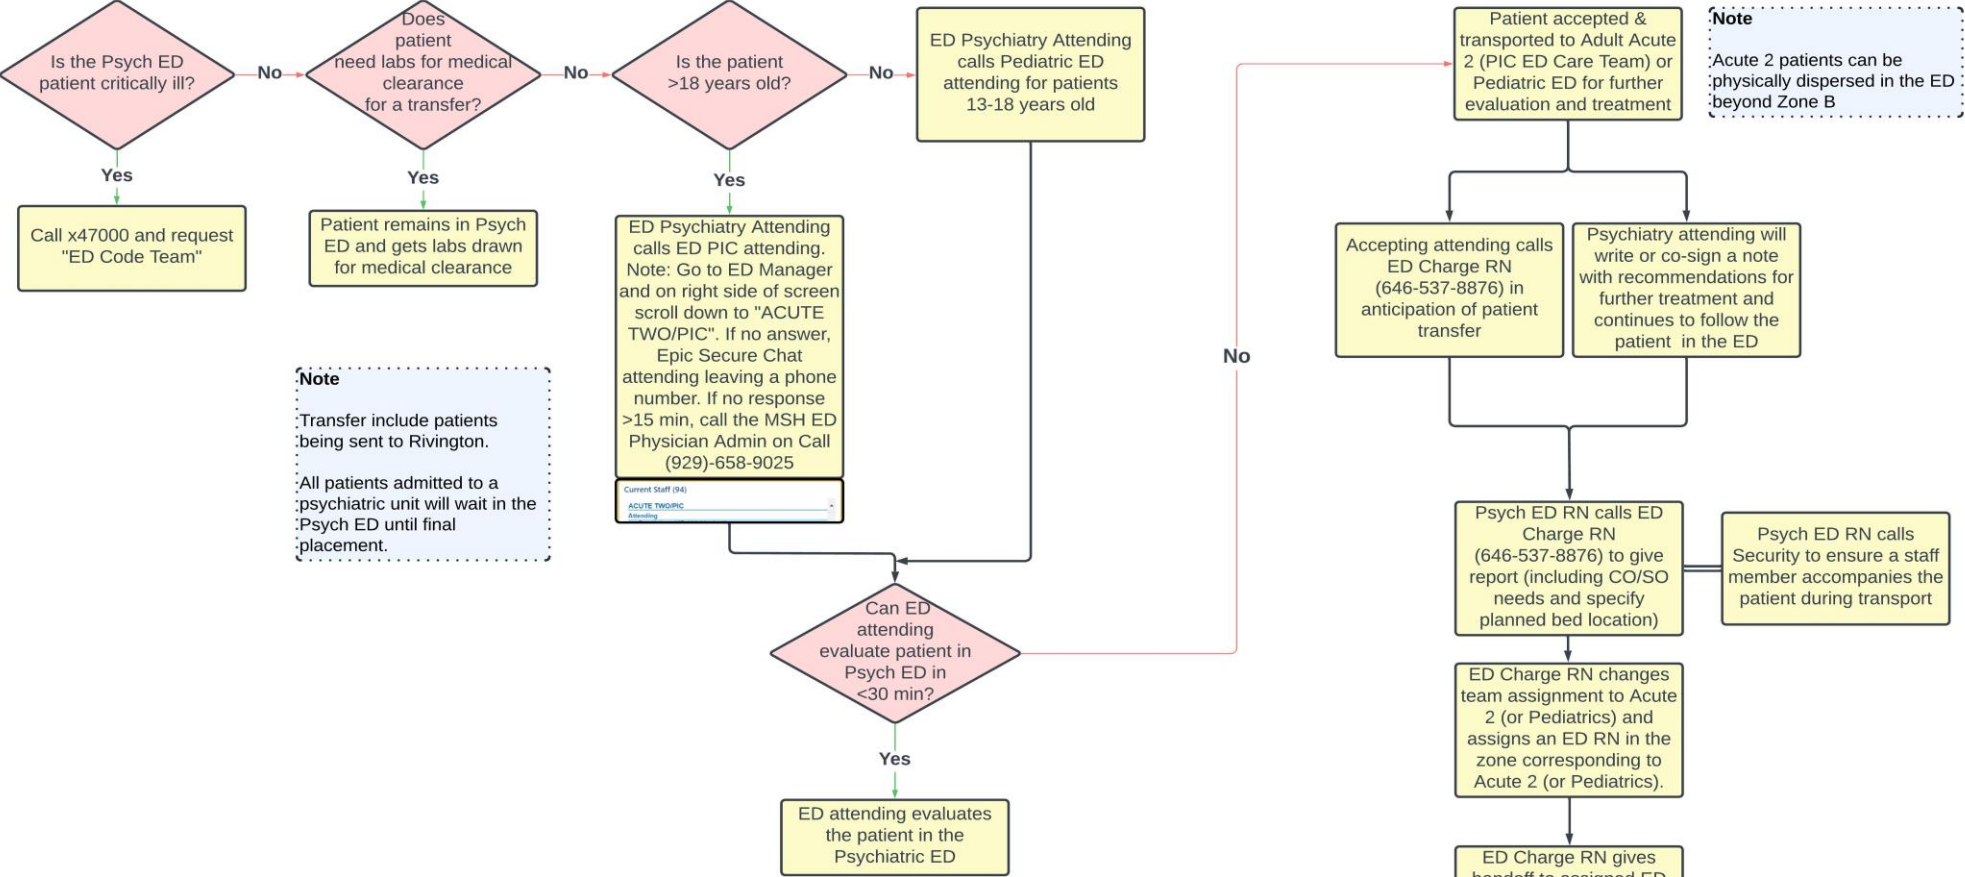 Is the Psych ED
patient critically ill?
No
Does
patient
need labs for medical
clearance
for a transfer?
No
Is the patient
>18 years old?
No
ED Psychiatry Attending
calls Pediatric ED
attending for patients
13-18 years old
Yes
Call x47000 and request
"ED Code Team"
Yes
Patient remains in Psych
ED and gets labs drawn
for medical clearance
Yes
ED Psychiatry Attending
calls ED PIC attending.
Note: Go to ED Manager
and on right side of screen
scroll down to "ACUTE
TWO/PIC". If no answer,
Epic Secure Chat
attending leaving a phone
number. If no response
>15 min, call the MSH ED
Physician Admin on Call
(929)-658-9025
Current Staff (94)
ACUTE TWO/PIC
Attending
Note
Transfer include patients
being sent to Rivington.
All patients admitted to a
psychiatric unit will wait in the
Psych ED until final
placement.
Can ED
attending
evaluate patient in
Psych ED in
<30 min?
Yes
ED attending evaluates
the patient in the
Psychiatric ED
No
Patient accepted &
transported to Adult Acute
2 (PIC ED Care Team) or
Pediatric ED for further
evaluation and treatment
Note
Acute 2 patients can be
physically dispersed in the ED
beyond Zone B
Accepting attending calls
ED Charge RN
(646-537-8876) in
anticipation of patient
transfer
Psychiatry attending will
write or co-sign a note
with recommendations for
further treatment and
continues to follow the
patient in the ED
Psych ED RN calls ED
Charge RN
(646-537-8876) to give
report (including CO/SO
needs and specify
planned bed location)
Psych ED RN calls
Security to ensure a staff
member accompanies the
patient during transport
ED Charge RN changes
team assignment to Acute
2 (or Pediatrics) and
assigns an ED RN in the
zone corresponding to
Acute 2 (or Pediatrics).
ED Charge RN gives
handoff to assigned ED